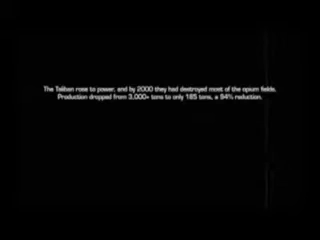 The Taliban rose to power, and by 2000 they had destroyed most of the opium fields.
Production dropped from 3,000+ tons to only 185 tons, a 94% reduction.